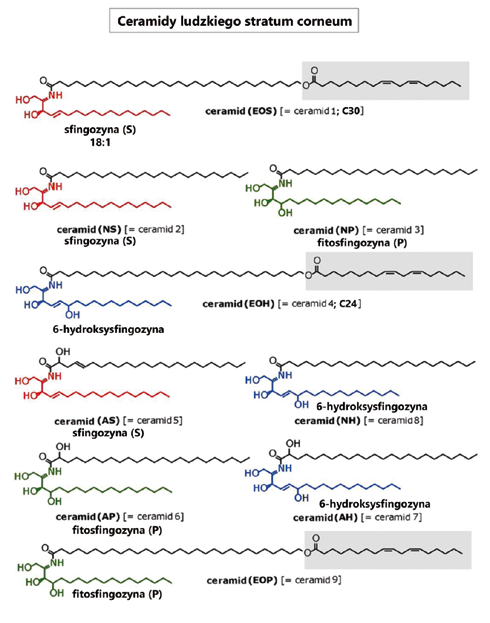 Ceramidy ludzkiego stratum corneum
O
O
O
HO
NH
HO
ceramid (EOS) [= ceramid 1; C30]
sfingozyna (S)
18:1
O
HO
NH
HO
ceramid (NS) [= ceramid 2]
sfingozyna (S)
O
HO
NH
HO
OH
ceramid (NP) [= ceramid 3]
fitosfingozyna (P)
O
O
O
HO
NH
HO
OH
ceramid (EOH) [= ceramid 4; C24]
6-hydroksysfingozyna
OH
O
HO
NH
HO
ceramid (AS) [= ceramid 5]
sfingozyna (S)
O
HO
NH
HO
OH
6-hydroksysfingozyna
ceramid (NH) [= ceramid 8]
OH
O
HO
NH
HO
OH
ceramid (AP) [= ceramid 6]
fitosfingozyna (P)
OH
O
HO
NH
HO
OH
6-hydroksysfingozyna
ceramid (AH) [= ceramid 7]
O
O
O
HO
NH
HO
OH
ceramid (EOP) [= ceramid 9]
fitosfingozyna (P)